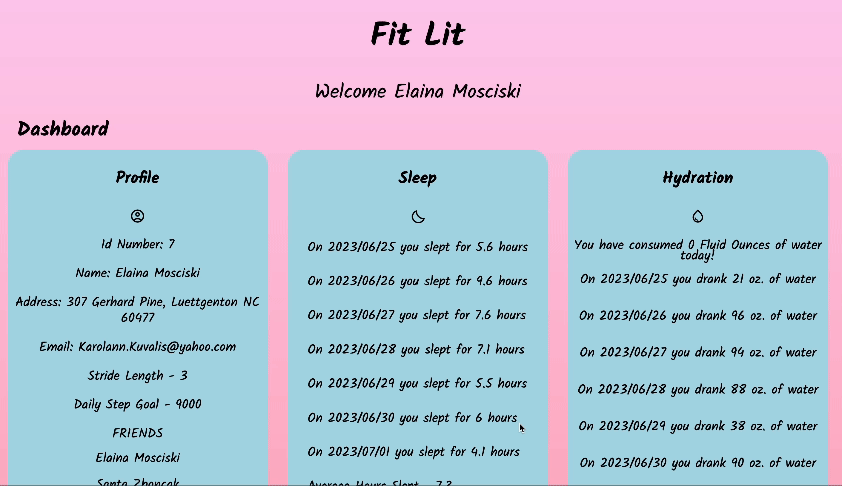 Fit Lit
Welcome Elaina Mosciski
Dashboard
Profile
Id Number: 7
Name: Elaina Mosciski
Address: 307 Gerhard Pine, Luettgenton NC
60477
Email: Karolann.Kuvalis@yahoo.com
Stride Length - 3
Daily Step Goal - 9000
FRIENDS
Elaina Mosciski
Sleep
On 2023/06/25 you slept for 5.6 hours
On 2023/06/26 you slept for 9.6 hours
On 2023/06/27 you slept for 7.6 hours
On 2023/06/28 you slept for 7.1 hours
On 2023/06/29 you slept for 5.5 hours
On 2023/06/30 you slept for 6 hours
On 2023/07/01 you slept for 4.1 hours
Average Hours Slept -
Hydration
You have consumed 0 Fluid Ounces of water
today!
On 2023/06/25 you drank 21 oz. of water
On 2023/06/26 you drank 96 oz. of water
On 2023/06/27 you drank 94 oz. of water
On 2023/06/28 you drank 88 oz. of water
On 2023/06/29 you drank 38 oz. of water
On 2023/06/30 you drank 90 oz. of water